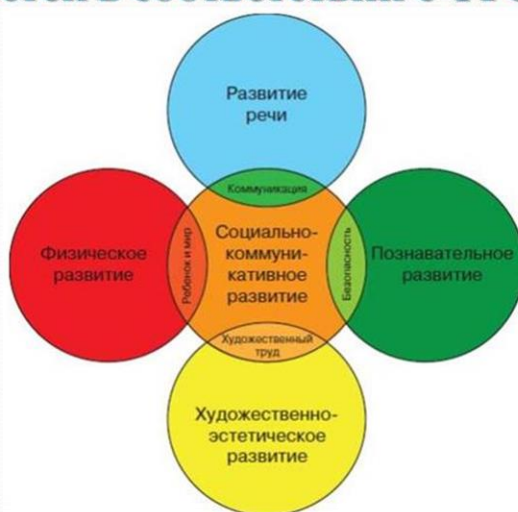 Развитие
речи
Коммуникация
Физическое
развитие
Ребенок и мир
Социально-
коммуни-
кативное
развитие
Безопасность
Познавательное
развитие
Художественный
труд
Художественно-
эстетическое
развитие